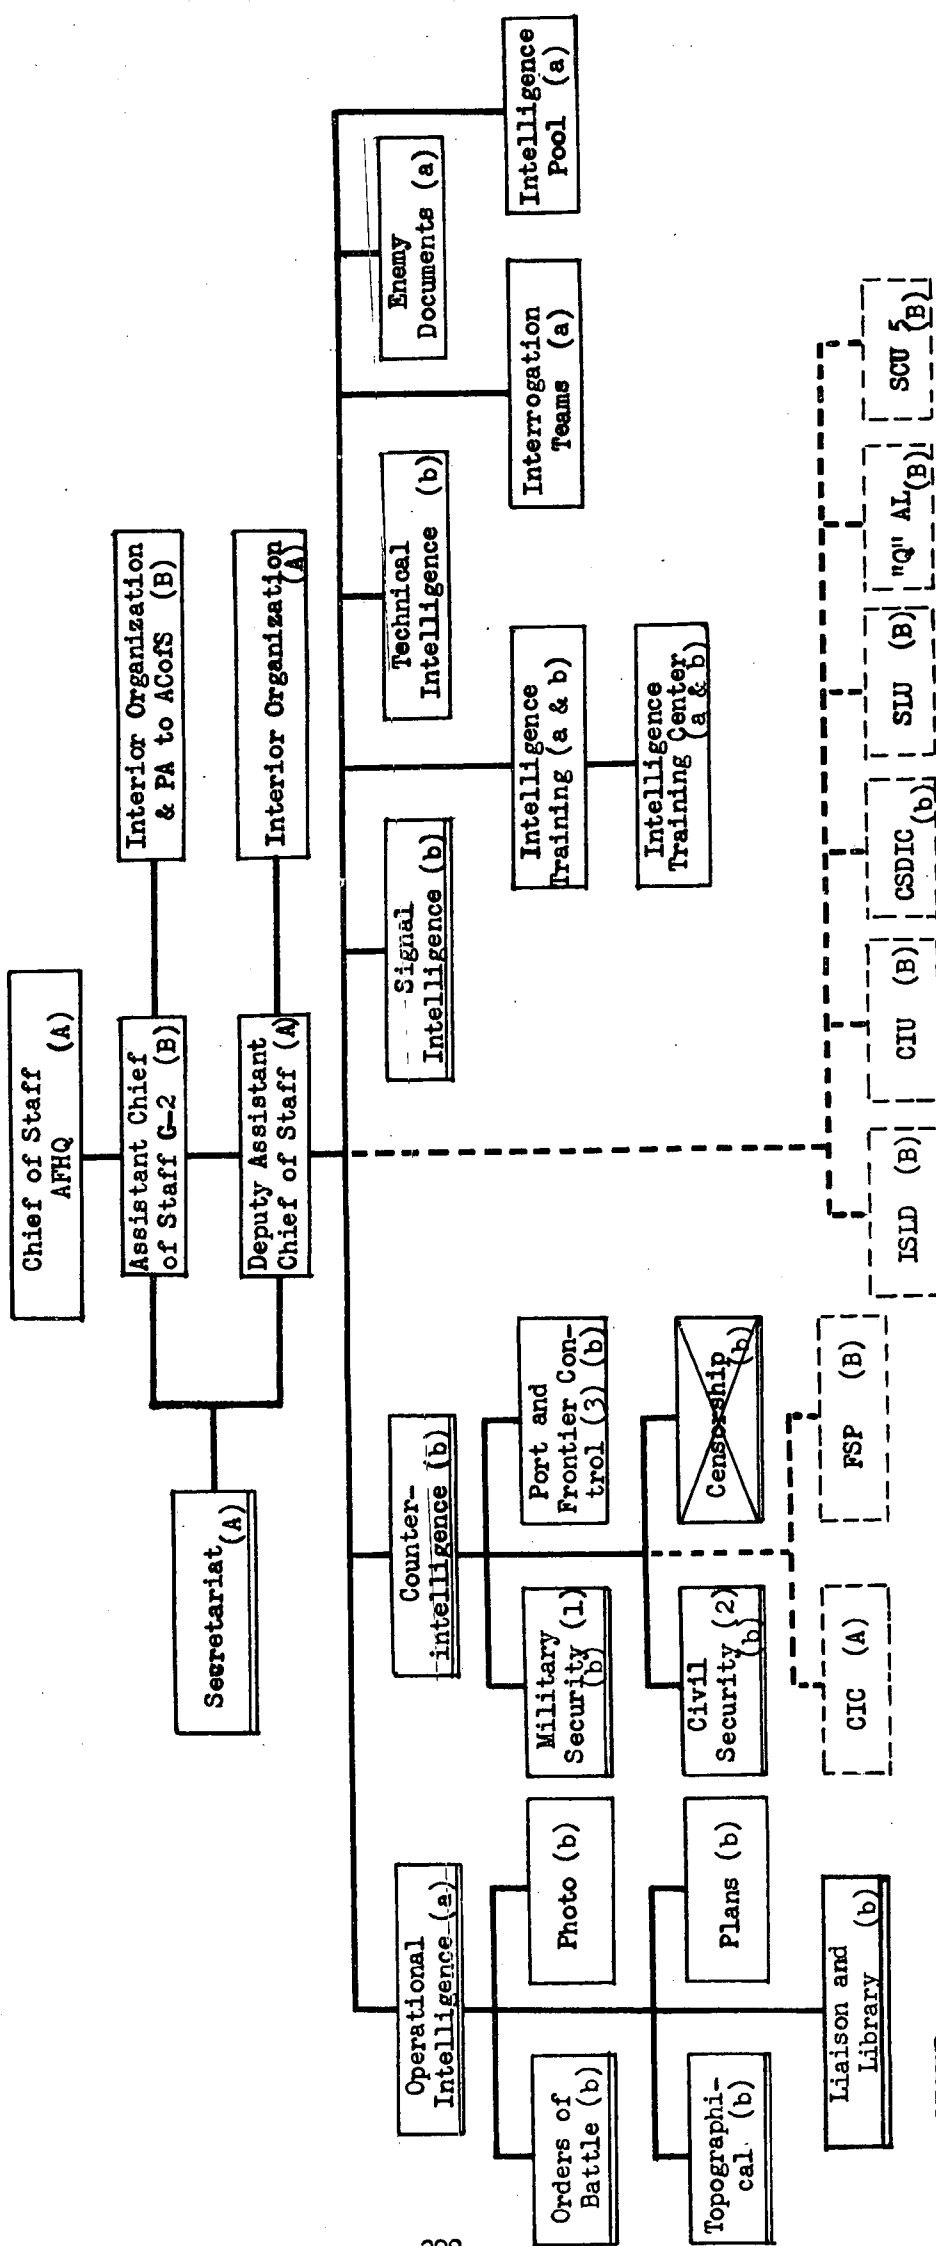 Chief of Staff
AFHQ (A)
Assistant Chief
of Staff G-2 (B)
Interior Organization
& PA to ACofS (B)
Deputy Assistant
Chief of Staff (A)
Interior Organization
(A)
Secretariat
(A)
Operational
Intelligence (a)
Orders of
Battle (b)
Photo (b)
Topographi-
cal (b)
Plans (b)
Liaison and
Library (b)
Counter-
intelligence (b)
Military
Security (1)
(b)
Port and
Frontier Con-
trol (3) (b)
Civil
Security (2)
(b)
Censorship
(b)
CIC (A)
FSP (B)
Signal
Intelligence (b)
Technical
Intelligence (b)
Enemy
Documents (a)
Intelligence
Training (a & b)
Intelligence
Training Center
(a & b)
Interrogation
Teams (a)
Intelligence
Pool (a)
ISLD (B)
CIU (B)
CSDIC
(b)
SLU (B)
"Q" AL
(B)
SCU 5
(B)